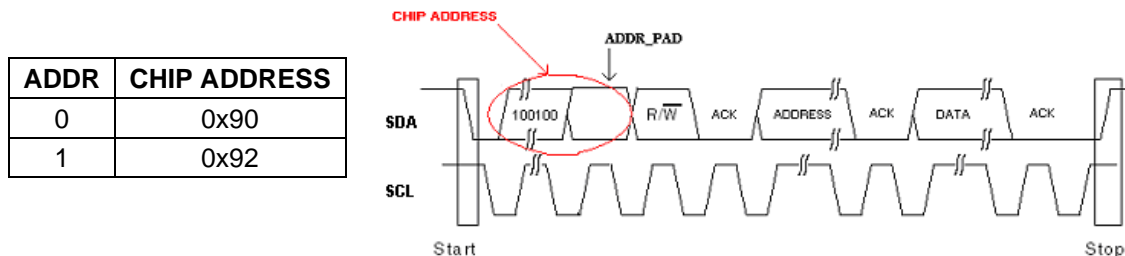 ADDR CHIP ADDRESS
0 0x90
1 0x92
CHIP ADDRESS
ADDR_PAD
SDA 100100 R/W̅ ACK ADDRESS ACK DATA ACK
SCL
Start Stop